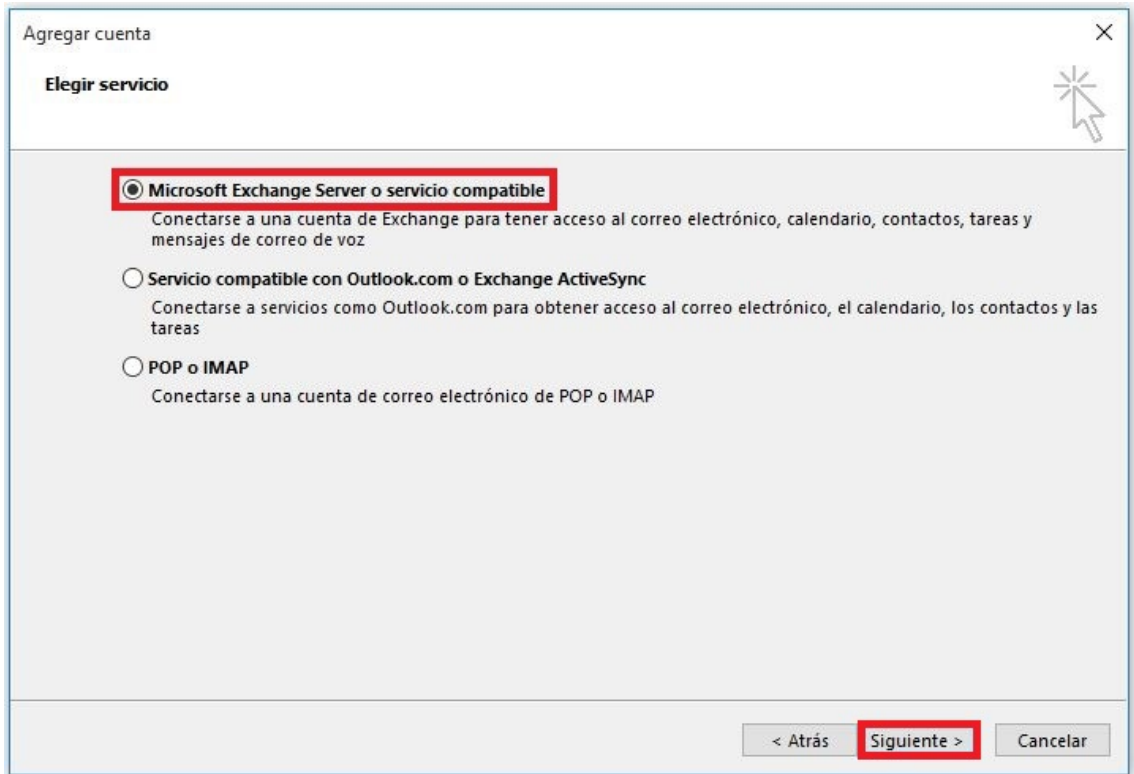 Agregar cuenta
Elegir servicio
Microsoft Exchange Server o servicio compatible
Conectarse a una cuenta de Exchange para tener acceso al correo electrónico, calendario, contactos, tareas y
mensajes de correo de voz
Servicio compatible con Outlook.com o Exchange ActiveSync
Conectarse a servicios como Outlook.com para obtener acceso al correo electrónico, el calendario, los contactos y las
tareas
POP o IMAP
Conectarse a una cuenta de correo electrónico de POP o IMAP
< Atrás Siguiente > Cancelar